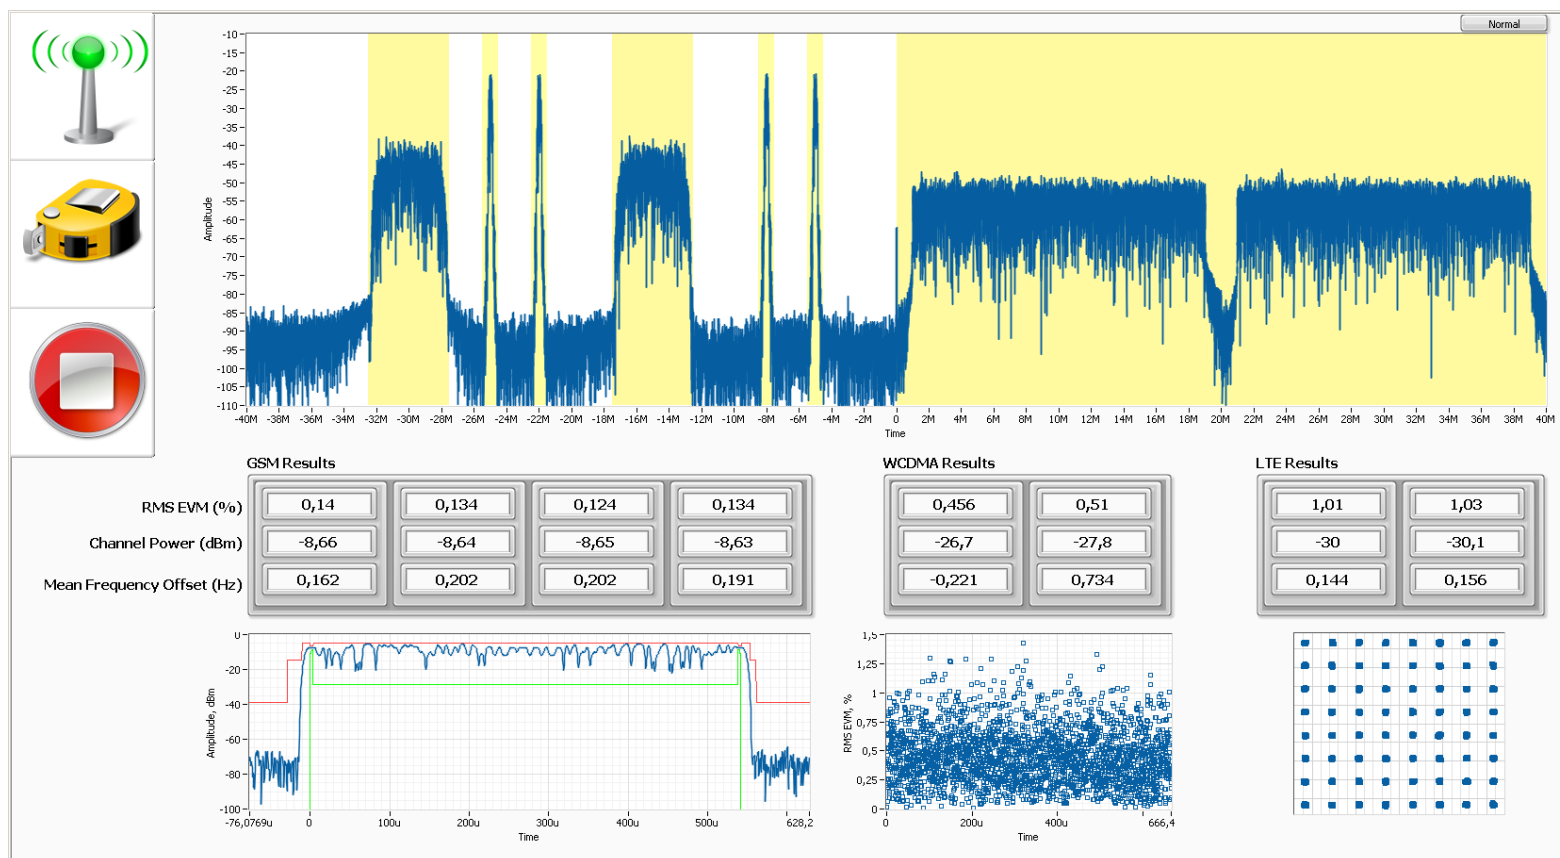 Normal
-10
-15
-20
-25
-30
-35
-40
-45
-50
-55
-60
-65
-70
-75
-80
-85
-90
-95
-100
-105
-110
Amplitude
-40M -38M -36M -34M -32M -30M -28M -26M -24M -22M -20M -18M -16M -14M -12M -10M -8M -6M -4M -2M 0 2M 4M 6M 8M 10M 12M 14M 16M 18M 20M 22M 24M 26M 28M 30M 32M 34M 36M 38M 40M
Time
GSM Results WCDMA Results LTE Results
RMS EVM (%) 0,14 0,134 0,124 0,134 0,456 0,51 1,01 1,03
Channel Power (dBm) -8,66 -8,64 -8,65 -8,63 -26,7 -27,8 -30 -30,1
Mean Frequency Offset (Hz) 0,162 0,202 0,202 0,191 -0,221 0,734 0,144 0,156
0
-20
-40
-60
-80
-100
Amplitude, dBm
-76,0769u 0 100u 200u 300u 400u 500u 628,2
Time
1,5
1,25
1
0,75
0,5
0,25
0
RMS EVM, %
0 200u 400u 666,4
Time